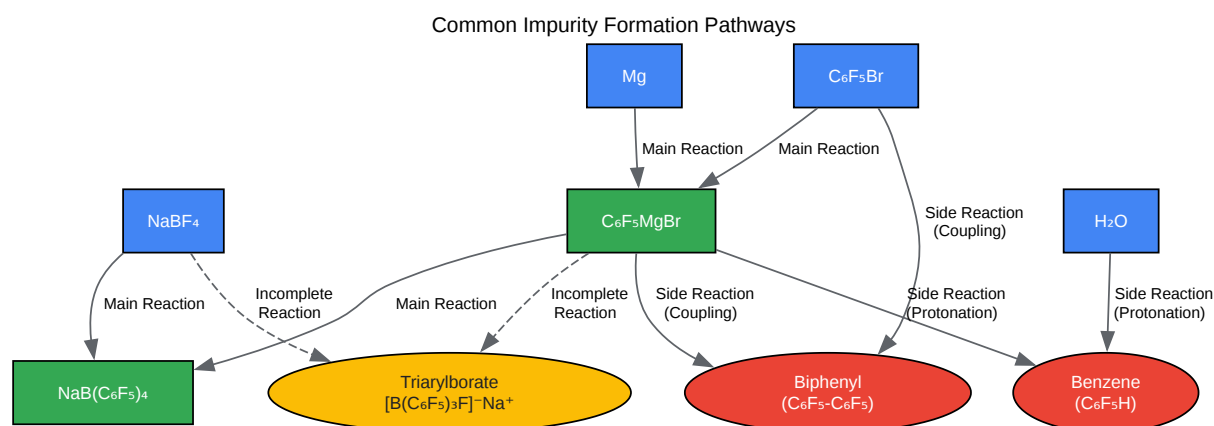 Common Impurity Formation Pathways
Mg
C₆F₅Br
Main Reaction
Main Reaction
NaBF₄
C₆F₅MgBr
Side Reaction
(Coupling)
H₂O
Main Reaction
Incomplete
Reaction
Main Reaction
Incomplete
Reaction
Side Reaction
(Coupling)
Side Reaction
(Protonation)
Side Reaction
(Protonation)
NaB(C₆F₅)₄
Triarylborate
[B(C₆F₅)₃F]⁻Na⁺
Biphenyl
(C₆F₅-C₆F₅)
Benzene
(C₆F₅H)